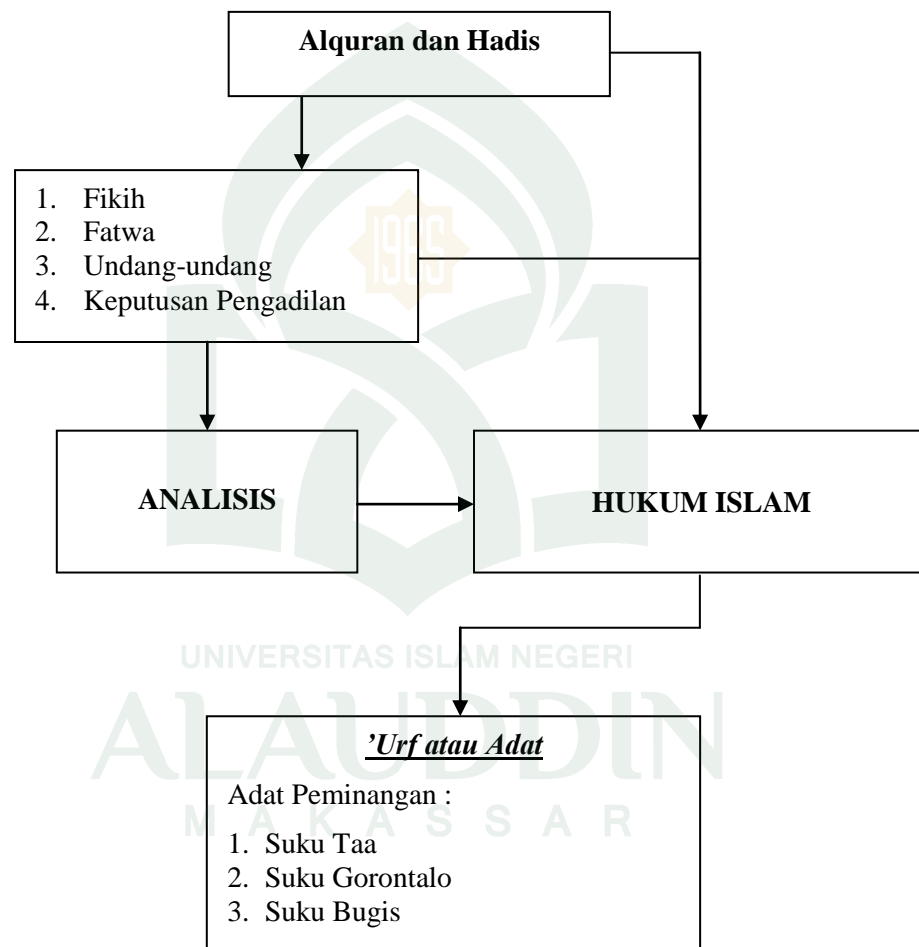 Alquran dan Hadis
1. Fikih
2. Fatwa
3. Undang-undang
4. Keputusan Pengadilan
1965
ANALISIS
HUKUM ISLAM
UNIVERSITAS ISLAM NEGERI
ALAUDDIN
MAKASSAR
’Urf atau Adat
Adat Peminangan :
1. Suku Taa
2. Suku Gorontalo
3. Suku Bugis